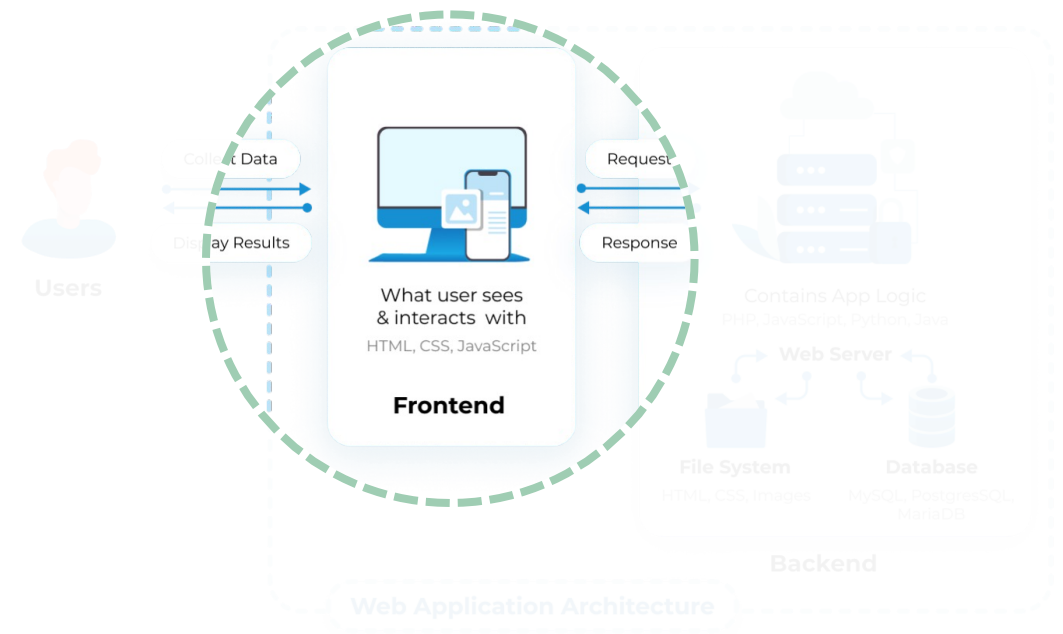 Collect Data
Display Results
Users
What user sees
& interacts with
HTML, CSS, JavaScript
Frontend
Request
Response
Contains App Logic
PHP, JavaScript, Python, Java
Web Server
File System
HTML, CSS, Images
Database
MySQL, PostgresSQL,
MariaDB
Backend
Web Application Architecture